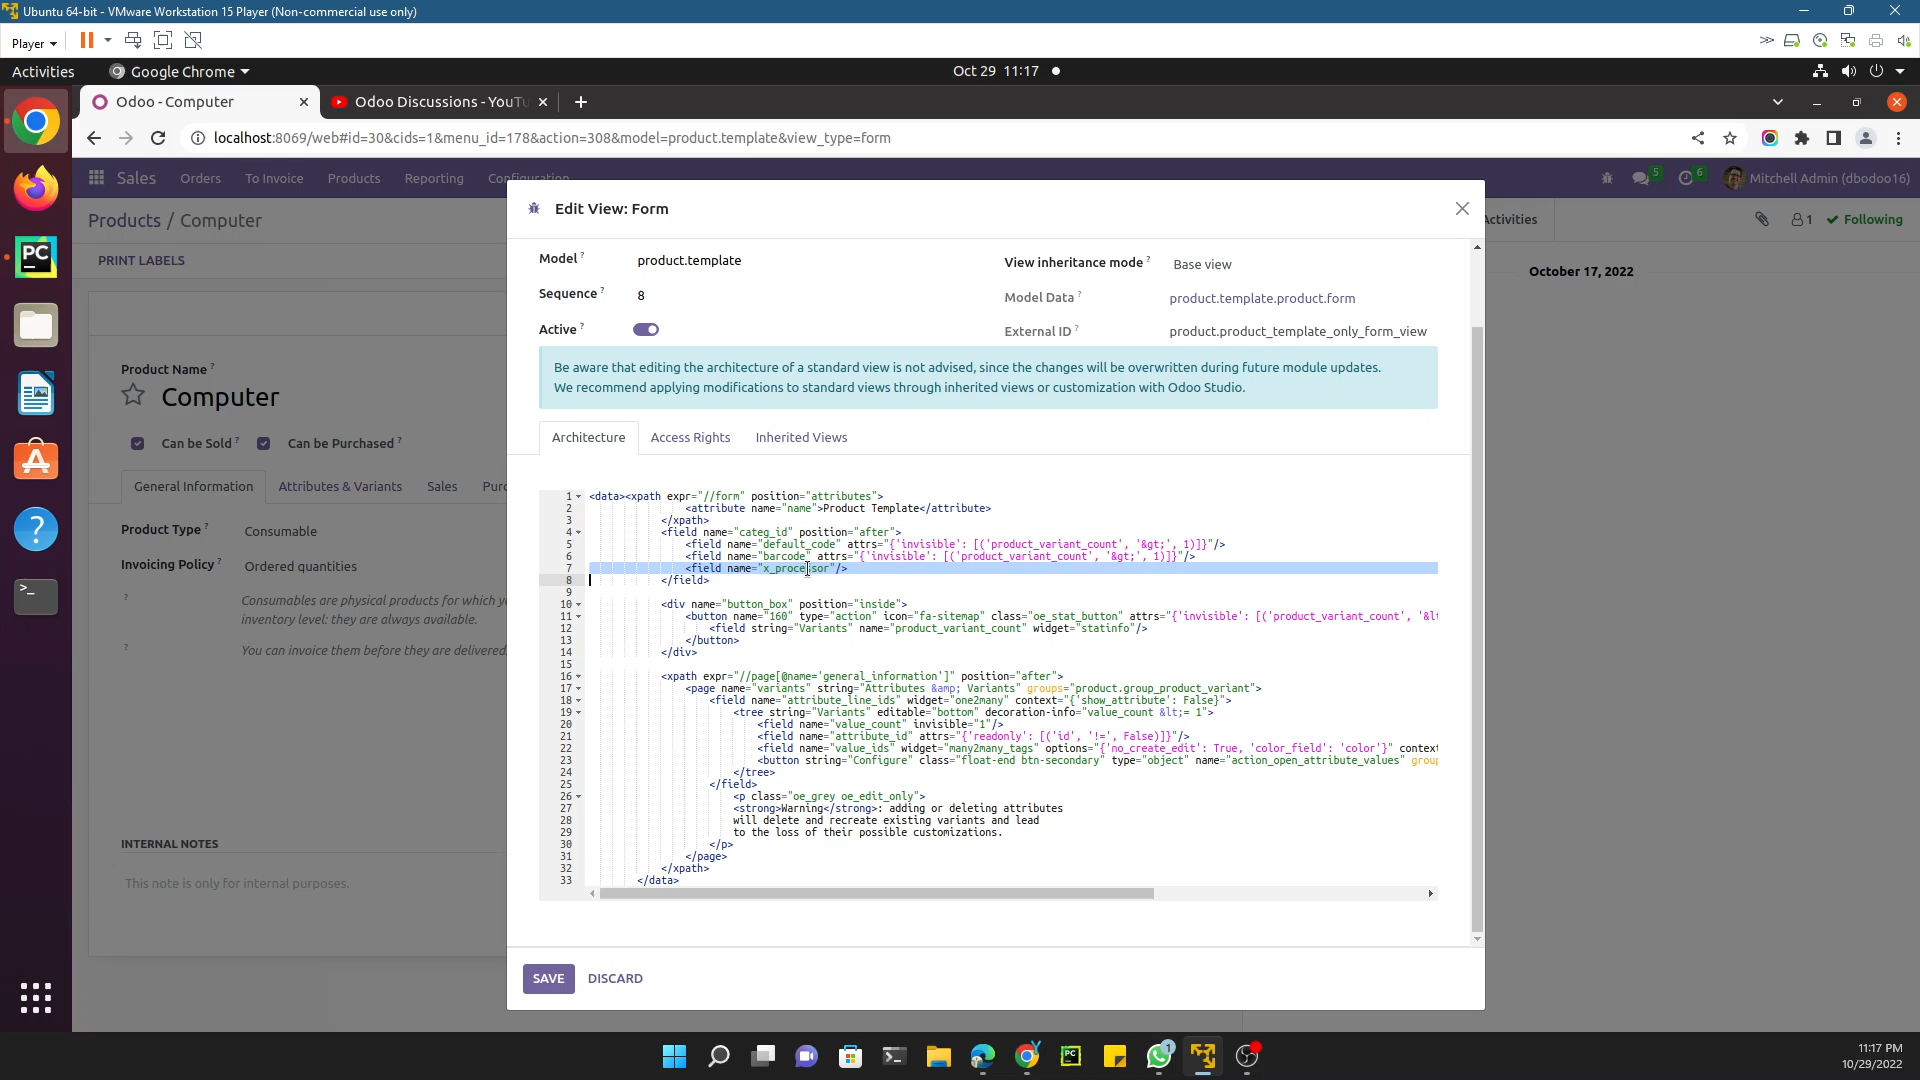 Ubuntu 64-bit - VMware Workstation 15 Player (Non-commercial use only)
Player
Activities
Google Chrome
Oct 29 11:17
Odoo - Computer
Odoo Discussions - YouTu
localhost:8069/web#id=30&cids=1&menu_id=178&action=308&model=product.template&view_type=form
Sales
Orders
To Invoice
Products
Reporting
Configuration
5
6
Mitchell Admin (dbodoo16)
Products / Computer
Edit View: Form
Activities
1
Following
PRINT LABELS
October 17, 2022
Model ?
product.template
View inheritance mode ?
Base view
Sequence ?
8
Model Data ?
product.template.product.form
Active ?
External ID ?
product.product_template_only_form_view
Be aware that editing the architecture of a standard view is not advised, since the changes will be overwritten during future module updates.
We recommend applying modifications to standard views through inherited views or customization with Odoo Studio.
Product Name ?
Computer
Can be Sold ?
Can be Purchased ?
General Information
Attributes & Variants
Sales
Purc
Product Type ?
Consumable
Invoicing Policy ?
Ordered quantities
?
Consumables are physical products for which y
inventory level: they are always available.
?
You can invoice them before they are delivered.
INTERNAL NOTES
This note is only for internal purposes.
Architecture
Access Rights
Inherited Views
1 <data><xpath expr="//form" position="attributes">
2 <attribute name="name">Product Template</attribute>
3 </xpath>
4 <field name="categ_id" position="after">
5 <field name="default_code" attrs="{'invisible': [('product_variant_count', '&gt;', 1)]}"/>
6 <field name="barcode" attrs="{'invisible': [('product_variant_count', '&gt;', 1)]}"/>
7 <field name="x_processor"/>
8 </field>
9
10 <div name="button_box" position="inside">
11 <button name="160" type="action" icon="fa-sitemap" class="oe_stat_button" attrs="{'invisible': [('product_variant_count', '&lt
12 <field string="Variants" name="product_variant_count" widget="statinfo"/>
13 </button>
14 </div>
15
16 <xpath expr="//page[@name='general_information']" position="after">
17 <page name="variants" string="Attributes &amp; Variants" groups="product.group_product_variant">
18 <field name="attribute_line_ids" widget="one2many" context="{'show_attribute': False}">
19 <tree string="Variants" editable="bottom" decoration-info="value_count &lt;= 1">
20 <field name="value_count" invisible="1"/>
21 <field name="attribute_id" attrs="{'readonly': [('id', '!=', False)]}"/>
22 <field name="value_ids" widget="many2many_tags" options="{'no_create_edit': True, 'color_field': 'color'}" context
23 <button string="Configure" class="float-end btn-secondary" type="object" name="action_open_attribute_values" group
24 </tree>
25 </field>
26 <p class="oe_grey oe_edit_only">
27 <strong>Warning</strong>: adding or deleting attributes
28 will delete and recreate existing variants and lead
29 to the loss of their possible customizations.
30 </p>
31 </page>
32 </xpath>
33 </data>
SAVE
DISCARD
PC
1
11:17 PM
10/29/2022